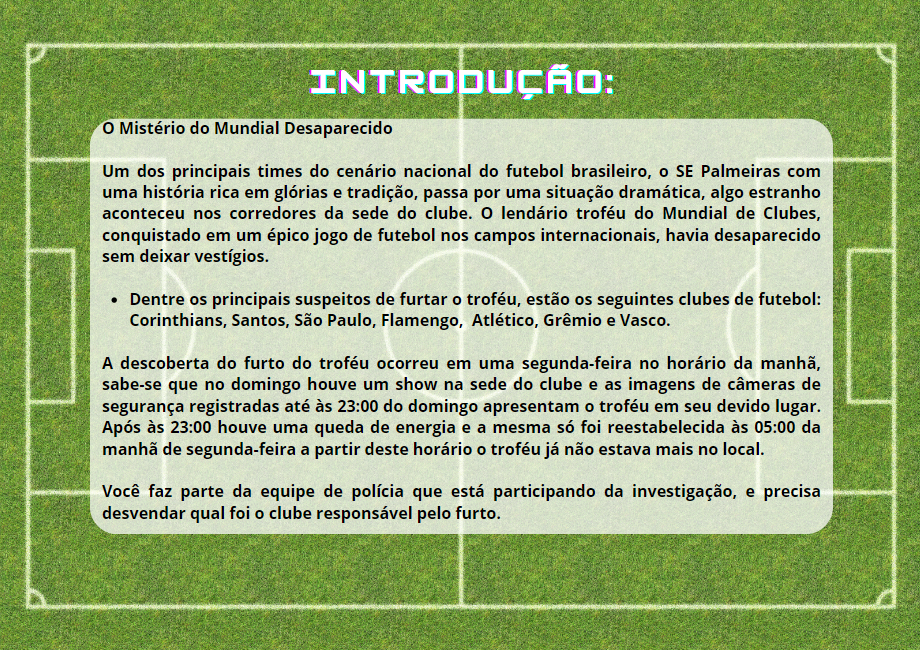 INTRODUÇÃO:
O Mistério do Mundial Desaparecido
Um dos principais times do cenário nacional do futebol brasileiro, o SE Palmeiras com
uma história rica em glórias e tradição, passa por uma situação dramática, algo estranho
aconteceu nos corredores da sede do clube. O lendário troféu do Mundial de Clubes,
conquistado em um épico jogo de futebol nos campos internacionais, havia desaparecido
sem deixar vestígios.
• Dentre os principais suspeitos de furtar o troféu, estão os seguintes clubes de futebol:
Corinthians, Santos, São Paulo, Flamengo,  Atlético, Grêmio e Vasco.
A descoberta do furto do troféu ocorreu em uma segunda-feira no horário da manhã,
sabe-se que no domingo houve um show na sede do clube e as imagens de câmeras de
segurança registradas até às 23:00 do domingo apresentam o troféu em seu devido lugar.
Após às 23:00 houve uma queda de energia e a mesma só foi reestabelecida às 05:00 da
manhã de segunda-feira a partir deste horário o troféu já não estava mais no local.
Você faz parte da equipe de polícia que está participando da investigação, e precisa
desvendar qual foi o clube responsável pelo furto.